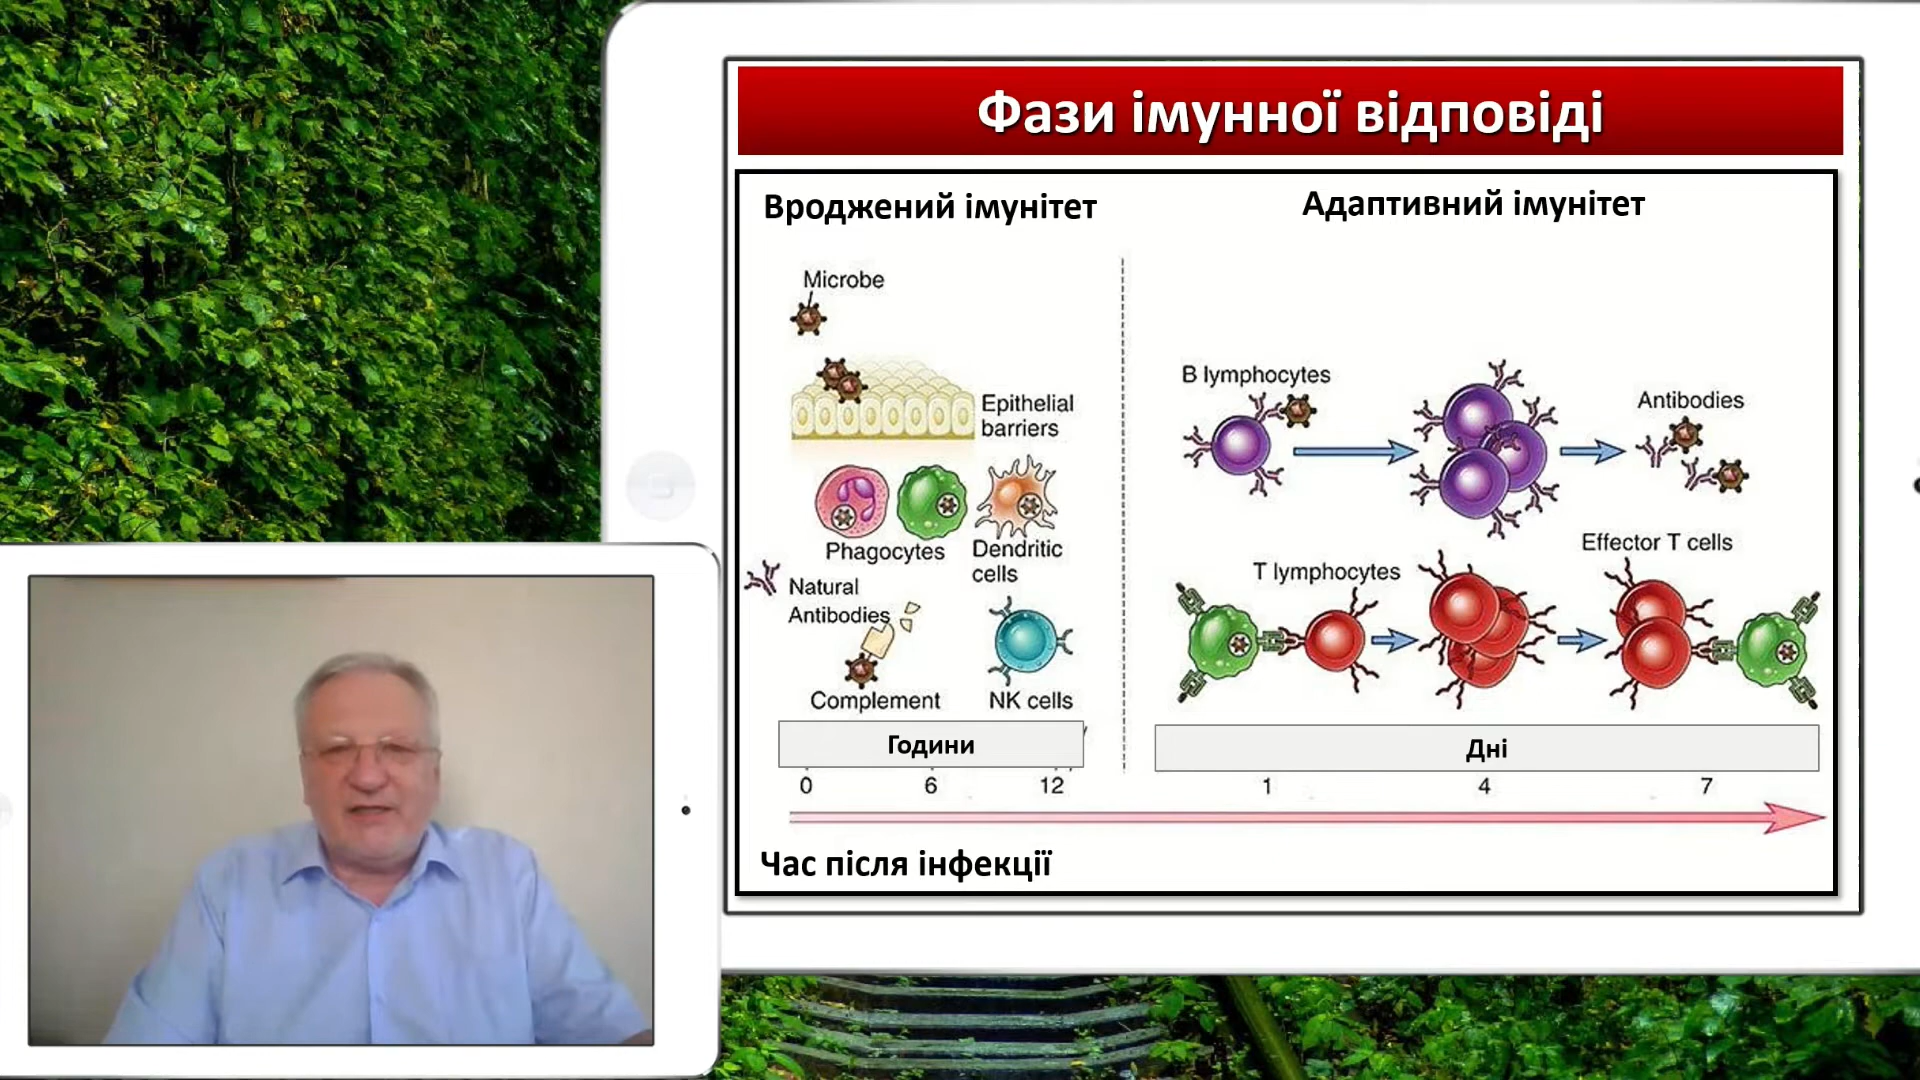 Фази імунної відповіді
Вроджений імунітет
Адаптивний імунітет
Microbe
Epithelial
barriers
Phagocytes
Dendritic
cells
Natural
Antibodies
Complement
NK cells
B lymphocytes
Antibodies
T lymphocytes
Effector T cells
Години
Дні
0 6 12 1 4 7
Час після інфекції